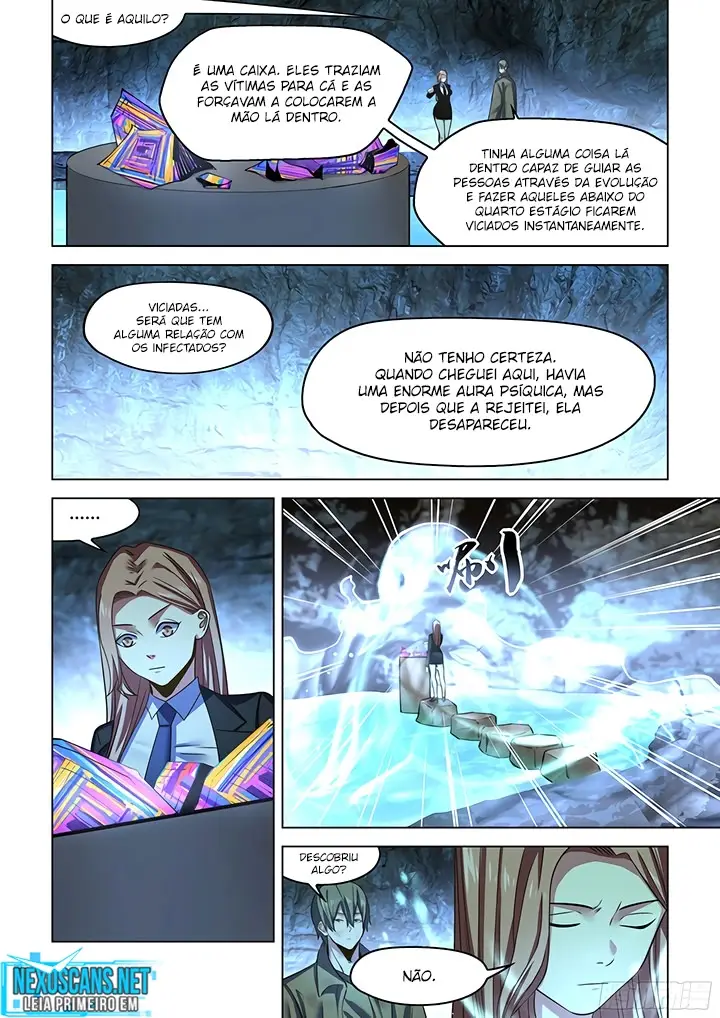 O QUE É AQUILO?
É UMA CAIXA. ELES TRAZIAM
AS VÍTIMAS PARA CÁ E AS
FORÇAVAM A COLOCAREM A
MÃO LÁ DENTRO.
TINHA ALGUMA COISA LÁ
DENTRO CAPAZ DE GUIAR AS
PESSOAS ATRAVÉS DA EVOLUÇÃO
E FAZER AQUELES ABAIXO DO
QUARTO ESTÁGIO FICAREM
VICIADOS INSTANTANEAMENTE.
VICIADAS...
SERÁ QUE TEM
ALGUMA RELAÇÃO COM
OS INFECTADOS?
NÃO TENHO CERTEZA.
QUANDO CHEGUEI AQUI, HAVIA
UMA ENORME AURA PSÍQUICA, MAS
DEPOIS QUE A REJEITEI, ELA
DESAPARECEU.
......
唰
DESCOBRIU
ALGO?
NÃO.
NEXOSCANS.NET
LEIA PRIMEIRO EM